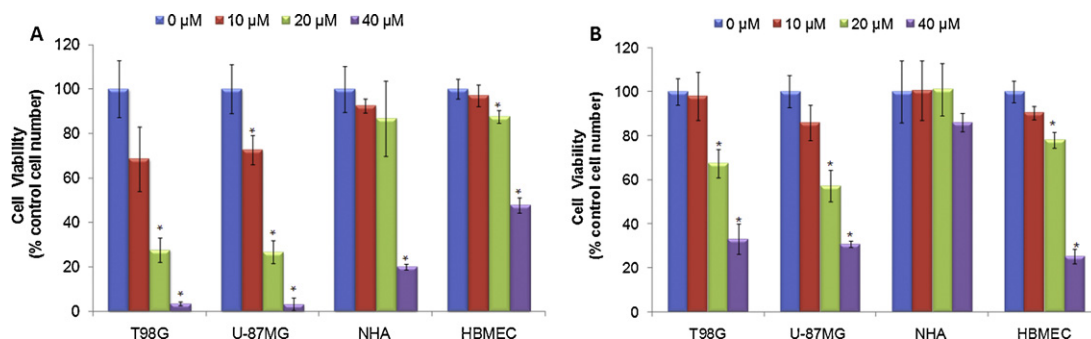 A
0 μM 10 μM 20 μM 40 μM
120
100
80
60
40
20
0
Cell Viability
(% control cell number)
* * * * * * * *
T98G U-87MG NHA HBMEC
B
0 μM 10 μM 20 μM 40 μM
120
100
80
60
40
20
0
Cell Viability
(% control cell number)
* * * * * *
T98G U-87MG NHA HBMEC